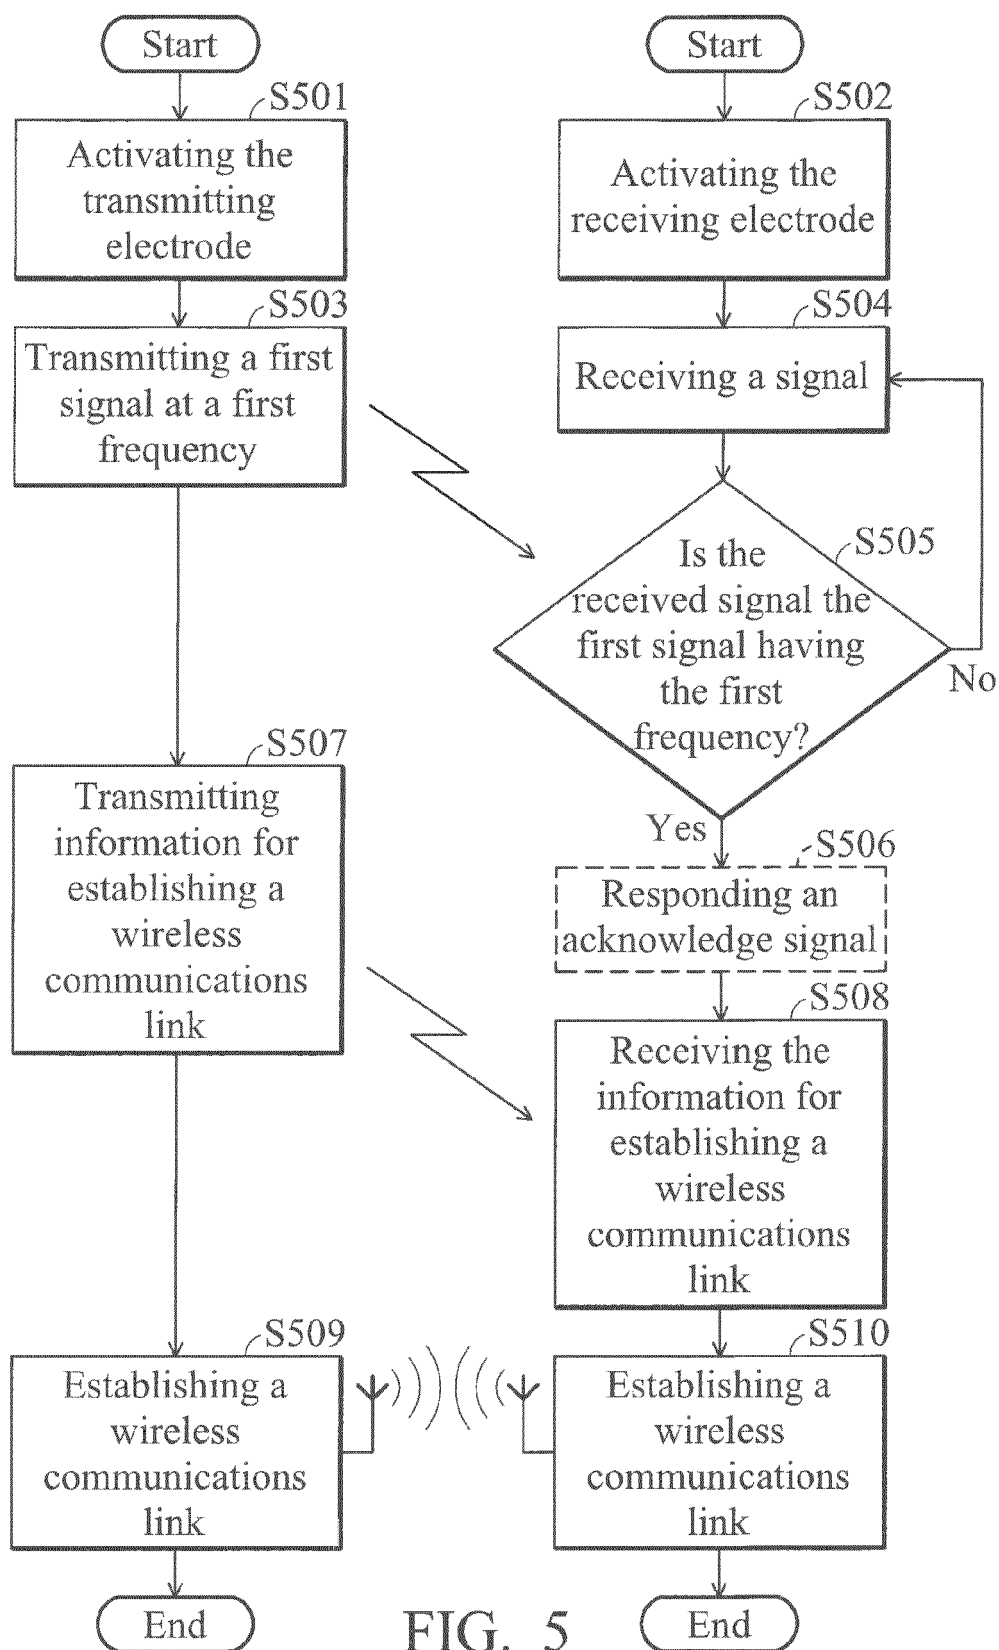 Start
S501
Activating the
transmitting
electrode
S503
Transmitting a first
signal at a first
frequency
S507
Transmitting
information for
establishing a
wireless
communications
link
S509
Establishing a
wireless
communications
link
End
Start
S502
Activating the
receiving electrode
S504
Receiving a signal
S505
Is the
received signal the
first signal having
the first
frequency?
No
Yes
S506
Responding an
acknowledge signal
S508
Receiving the
information for
establishing a
wireless
communications
link
S510
Establishing a
wireless
communications
link
End
FIG. 5